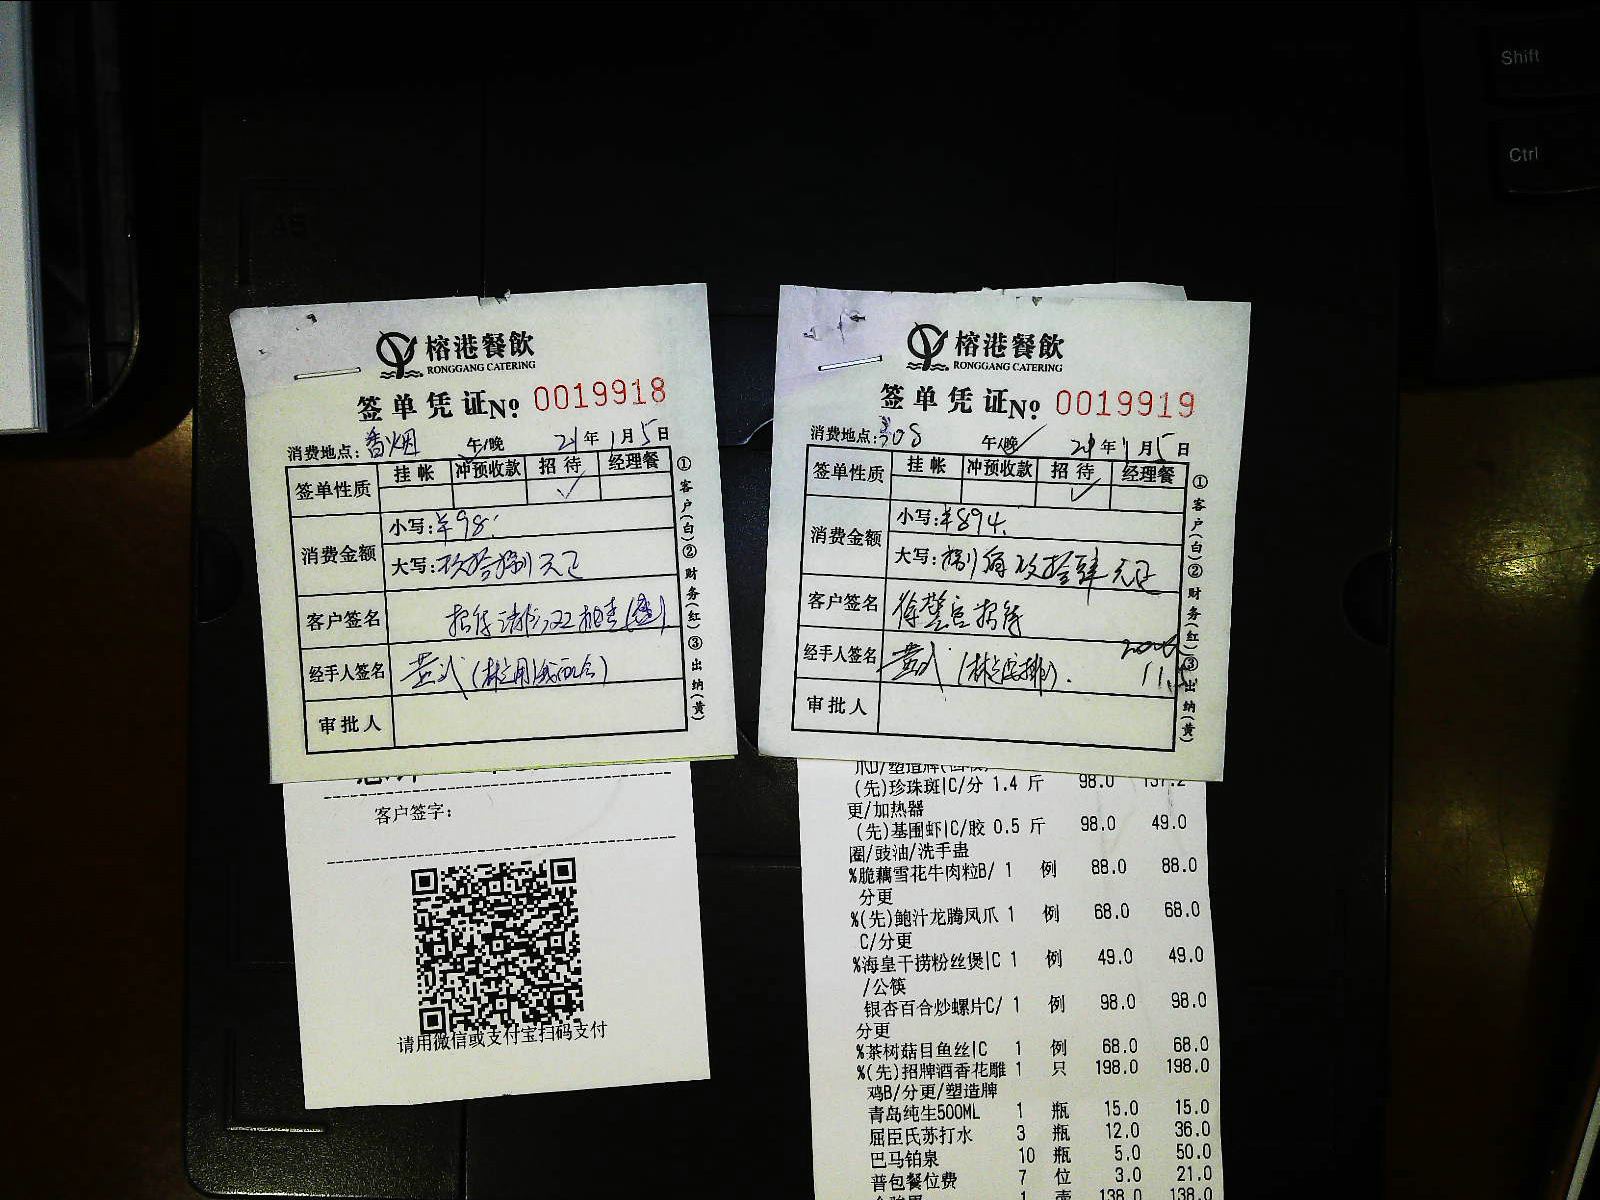 Shift
Ctrl
榕港餐飲
RONGGANG CATERING
签单凭证No. 0019918
消费地点:香烟 午/晚 21年1月5日
签单性质 挂帐 冲预收款 招待 经理餐
✓
消费金额 小写:¥98.
大写:玖拾捌元正
客户签名 招待
经手人签名
审批人
①客户(白)②财务(红)③出纳(黄)
客户签字:
请用微信或支付宝扫码支付
榕港餐飲
RONGGANG CATERING
签单凭证No. 0019919
消费地点:308 午/晚✓ 21年1月5日
签单性质 挂帐 冲预收款 招待 经理餐
✓
消费金额 小写:¥894.
大写:捌佰玖拾肆元正
客户签名 徐警官招待
经手人签名
审批人
①客户(白)②财务(红)③出纳(黄)
(先)珍珠斑|C/分 1.4 斤 98.0 137.2
更/加热器
(先)基围虾|C/胶 0.5 斤 98.0 49.0
圈/豉油/洗手盅
%脆藕雪花牛肉粒B/ 1 例 88.0 88.0
分更
%(先)鲍汁龙腾凤爪 1 例 68.0 68.0
C/分更
%海皇干捞粉丝煲|C 1 例 49.0 49.0
/公筷
银杏百合炒螺片C/ 1 例 98.0 98.0
分更
%茶树菇目鱼丝|C 1 例 68.0 68.0
%(先)招牌酒香花雕 1 只 198.0 198.0
鸡B/分更/塑造牌
青岛纯生500ML 1 瓶 15.0 15.0
屈臣氏苏打水 3 瓶 12.0 36.0
巴马铂泉 10 瓶 5.0 50.0
普包餐位费 7 位 3.0 21.0
1 壶 138.0 138.0